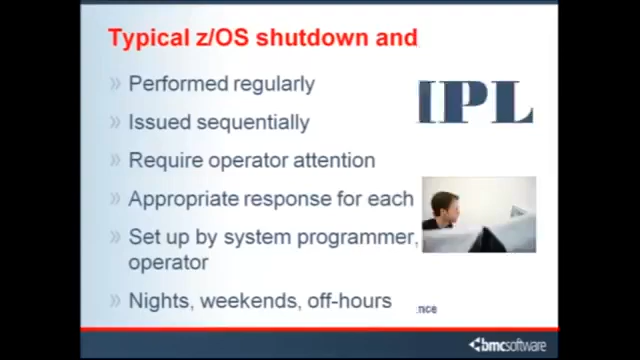 Typical z/OS shutdown and
» Performed regularly
IPL
» Issued sequentially
» Require operator attention
» Appropriate response for each
» Set up by system programmer,
operator
» Nights, weekends, off-hours
bmcsoftware